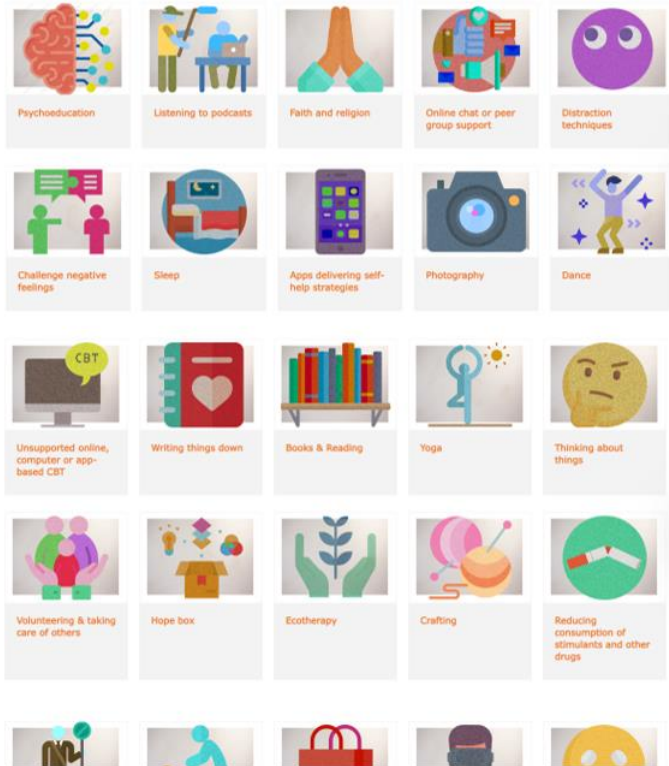 Psychoeducation
Listening to podcasts
Faith and religion
Online chat or peer
group support
Distraction
techniques
Challenge negative
feelings
Sleep
Apps delivering self-
help strategies
Photography
Dance
CBT
Unsupported online,
computer or app-
based CBT
Writing things down
Books & Reading
Yoga
Thinking about
things
Volunteering & taking
care of others
Hope box
Ecotherapy
Crafting
Reducing
consumption of
stimulants and other
drugs